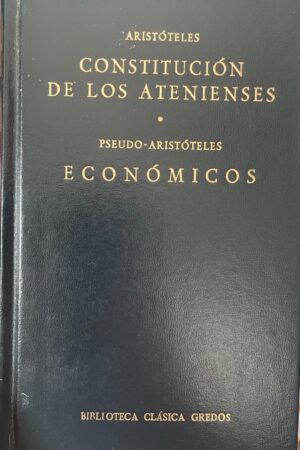 ARISTÓTELES
CONSTITUCIÓN
DE LOS ATENIENSES
•
PSEUDO-ARISTÓTELES
ECONÓMICOS
BIBLIOTECA CLÁSICA GREDOS